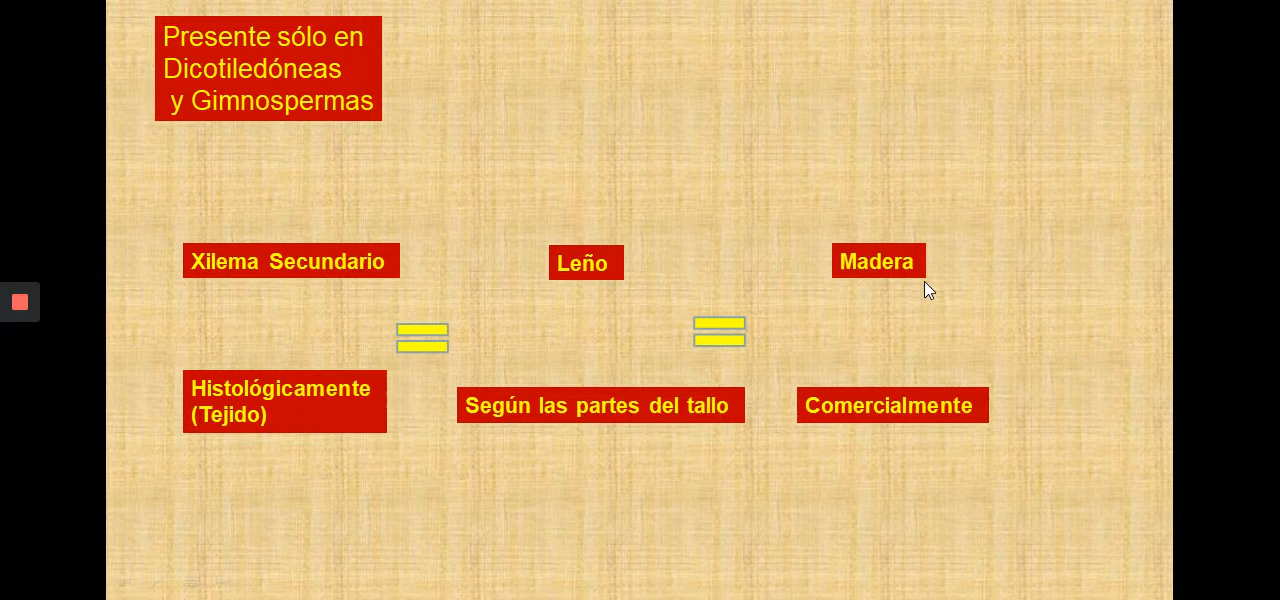 Presente sólo en
Dicotiledóneas
y Gimnospermas
Xilema Secundario
Leño
Madera
Histológicamente
(Tejido)
Según las partes del tallo
Comercialmente